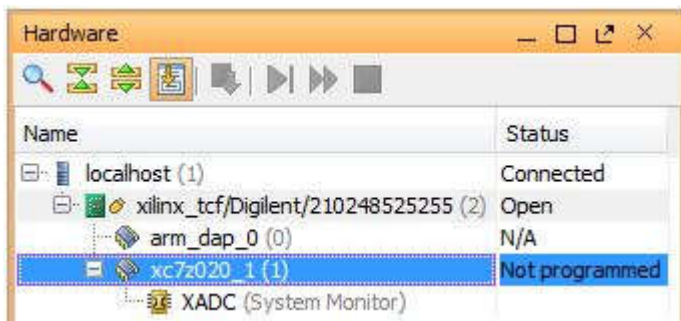 Hardware
Name Status
localhost (1) Connected
xilinx_tcf/Digilent/210248525255 (2) Open
arm_dap_0 (0) N/A
xc7z020_1 (1) Not programmed
XADC (System Monitor)